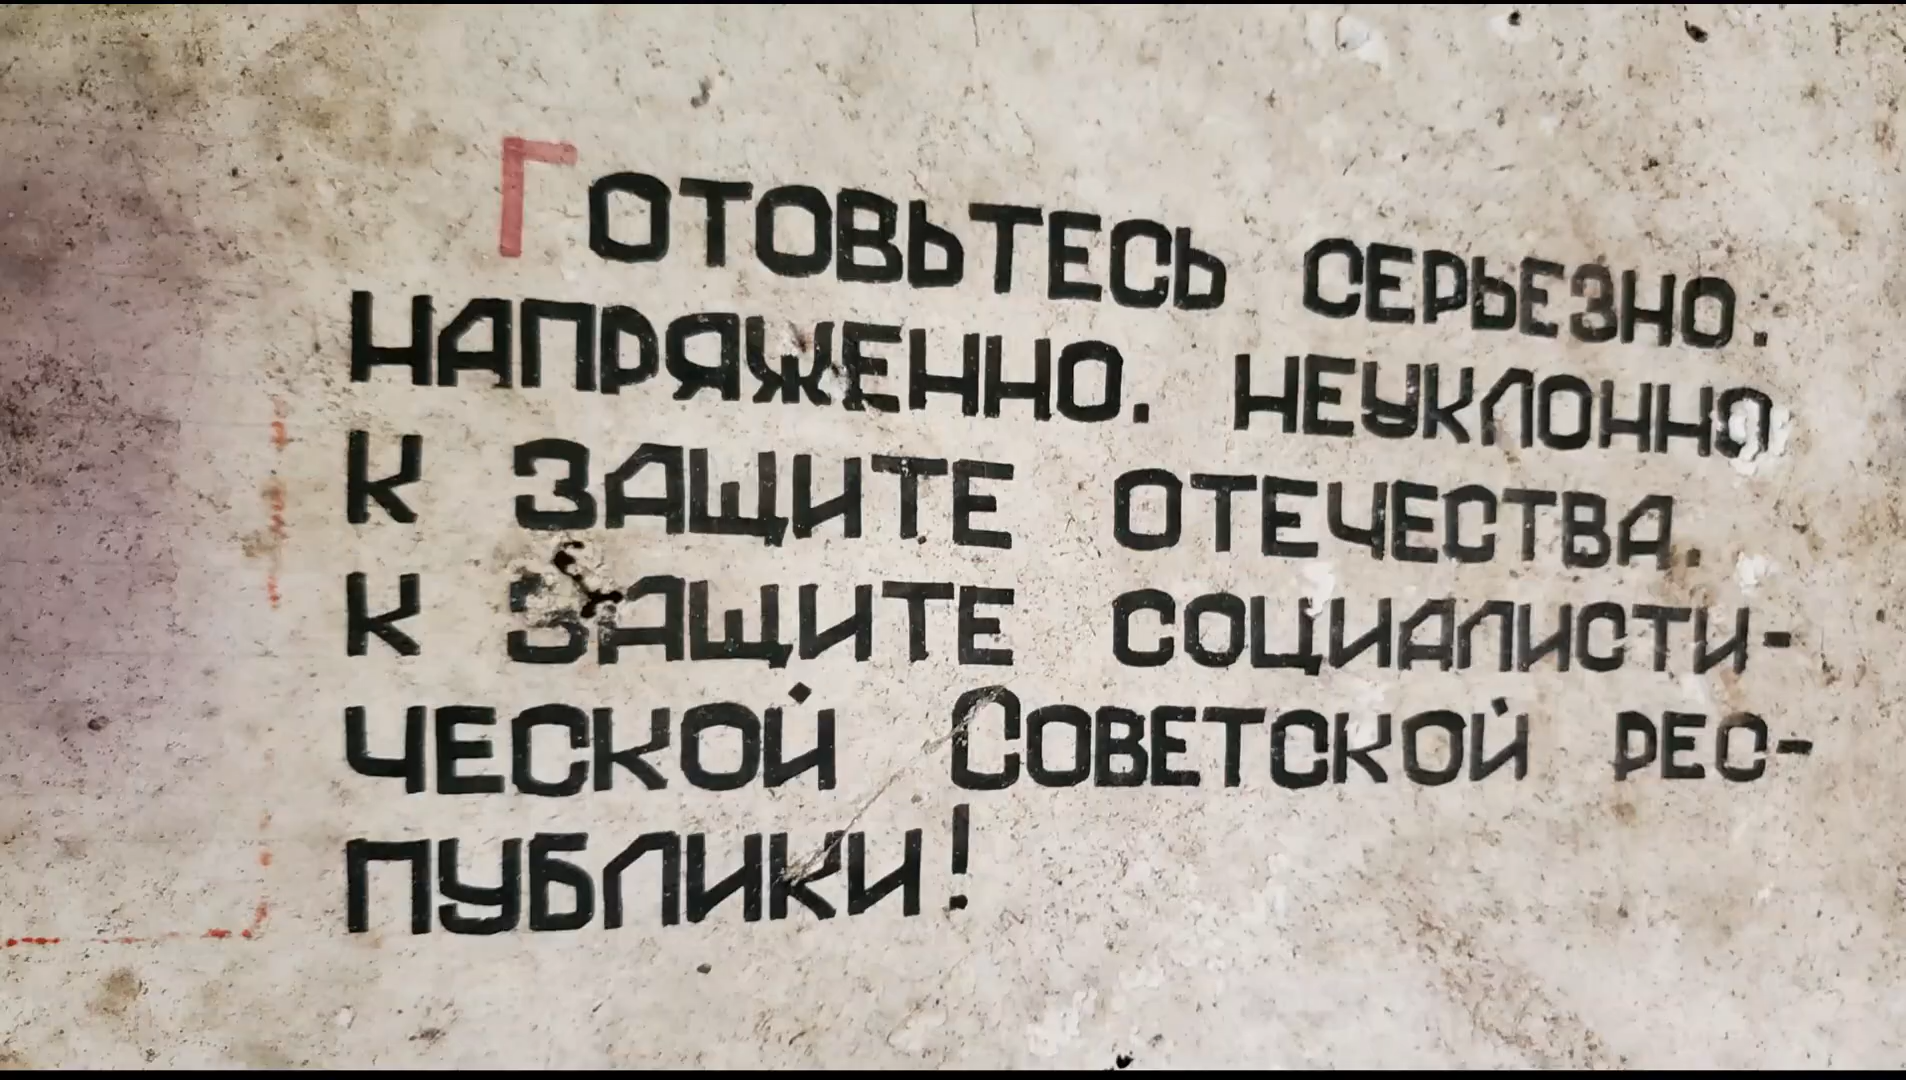 Готовьтесь серьезно.
напряженно. неуклонно
к защите отечества.
к защите социалисти-
ческой Советской рес-
публики!